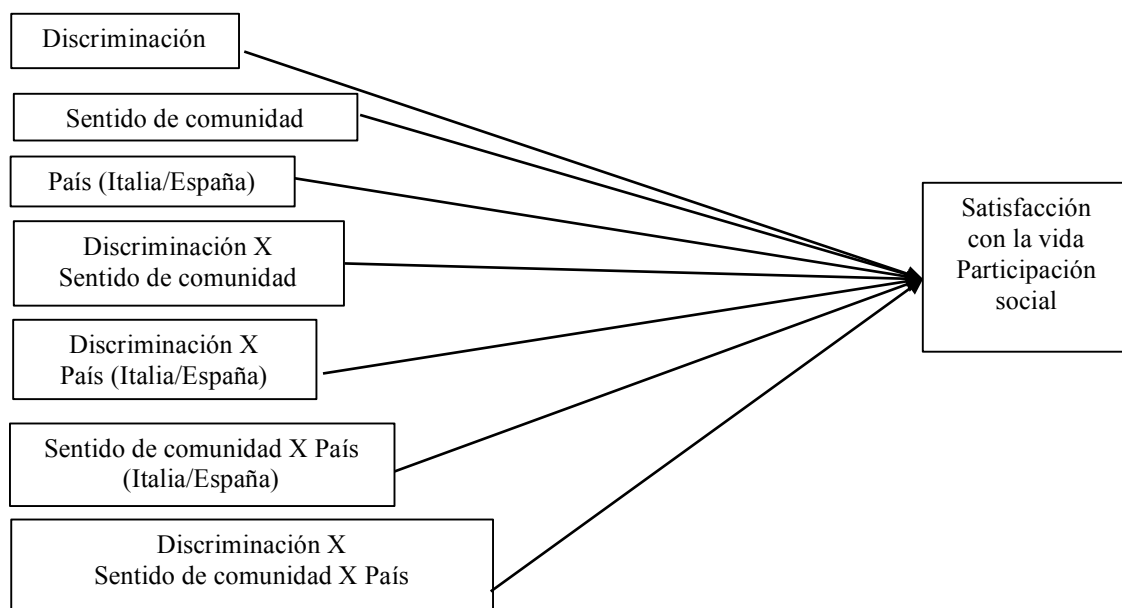 Discriminación
Sentido de comunidad
País (Italia/España)
Discriminación X
Sentido de comunidad
Discriminación X
País (Italia/España)
Sentido de comunidad X País
(Italia/España)
Discriminación X
Sentido de comunidad X País
Satisfacción
con la vida
Participación
social